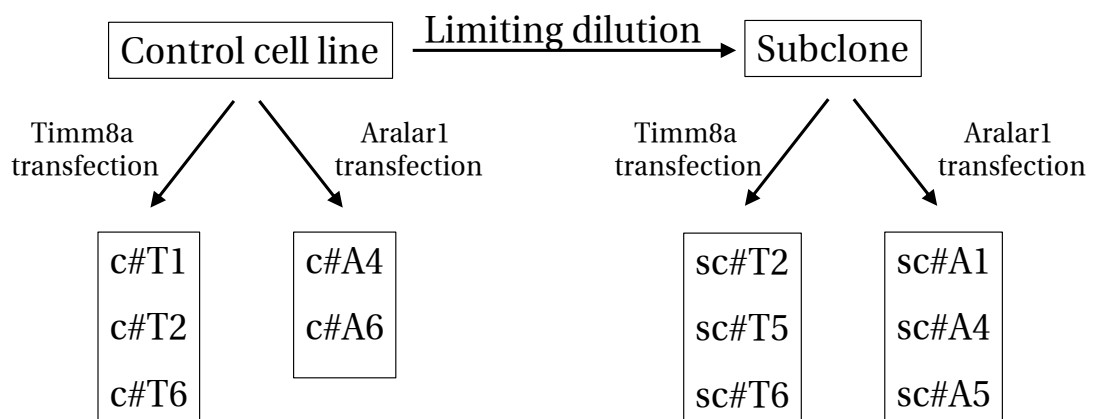 Control cell line
Limiting dilution
Subclone
Timm8a
transfection
Aralar1
transfection
Timm8a
transfection
Aralar1
transfection
c#T1
c#T2
c#T6
c#A4
c#A6
sc#T2
sc#T5
sc#T6
sc#A1
sc#A4
sc#A5